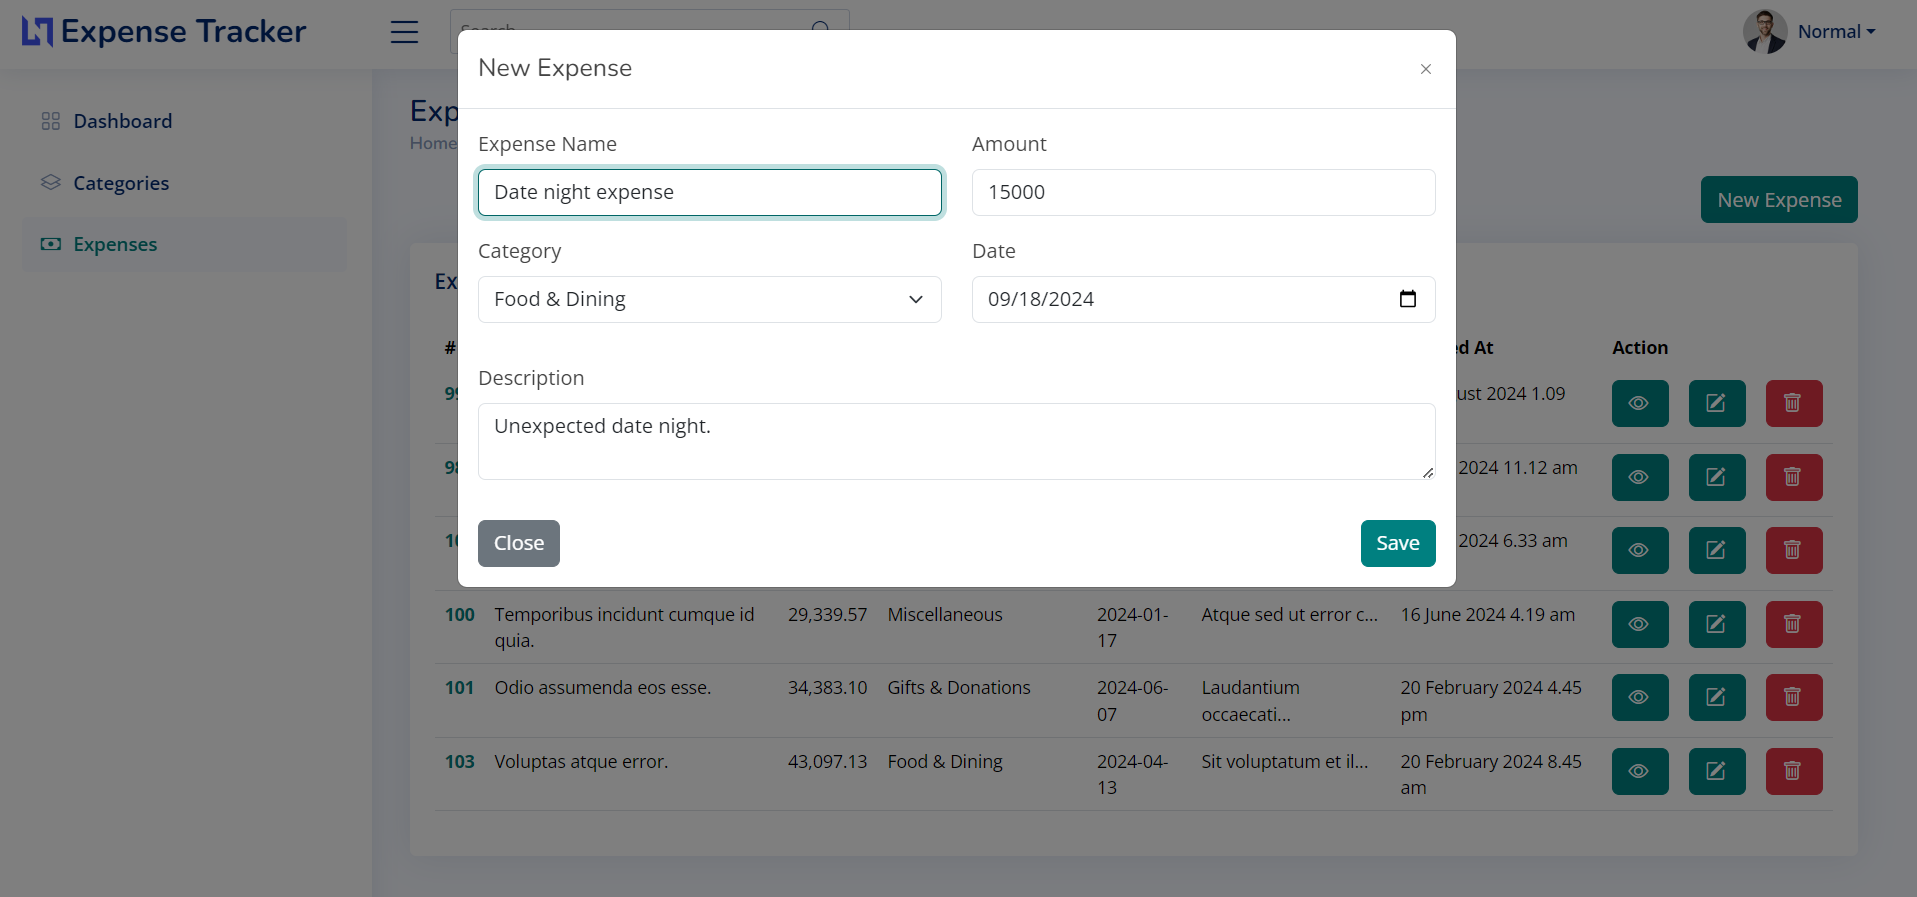 Expense Tracker
Search
Normal
Dashboard
Categories
Expenses
Exp
Home
New Expense
New Expense
×
Expense Name
Amount
Date night expense
15000
Category
Date
Food & Dining
09/18/2024
Description
Unexpected date night.
Close
Save
Ex
#
d At
Action
ust 2024 1.09
2024 11.12 am
2024 6.33 am
100 Temporibus incidunt cumque id 29,339.57 Miscellaneous 2024-01- Atque sed ut error c... 16 June 2024 4.19 am
quia. 17
101 Odio assumenda eos esse. 34,383.10 Gifts & Donations 2024-06- Laudantium 20 February 2024 4.45
07 occaecati... pm
103 Voluptas atque error. 43,097.13 Food & Dining 2024-04- Sit voluptatum et il... 20 February 2024 8.45
13 am